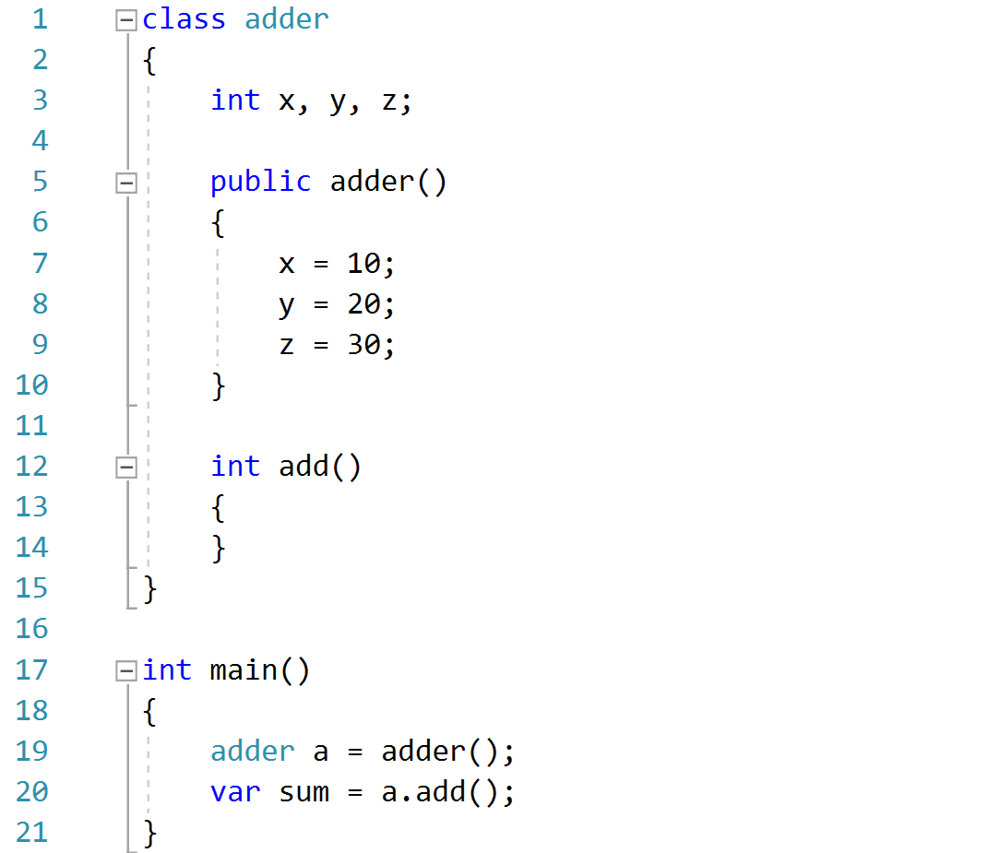 1 class adder
2 {
3 int x, y, z;
4
5 public adder()
6 {
7 x = 10;
8 y = 20;
9 z = 30;
10 }
11
12 int add()
13 {
14 }
15 }
16
17 int main()
18 {
19 adder a = adder();
20 var sum = a.add();
21 }